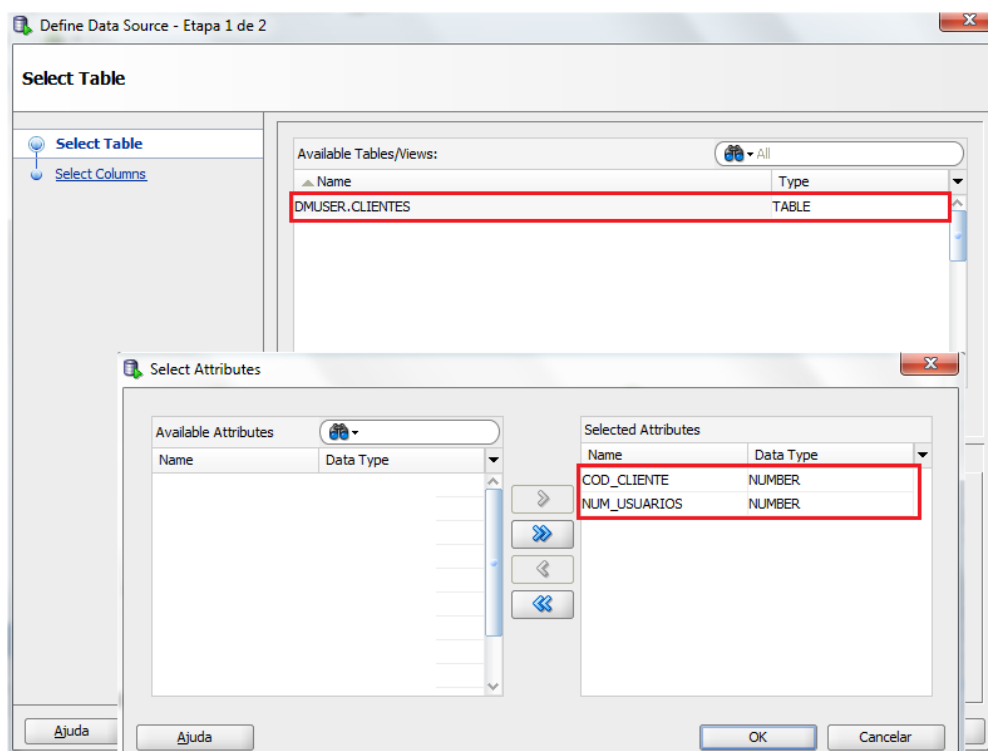 Define Data Source - Etapa 1 de 2
Select Table
Select Table
Select Columns
Available Tables/Views:
All
Name Type
DMUSER.CLIENTES TABLE
Select Attributes
Available Attributes
Name Data Type
Selected Attributes
Name Data Type
COD_CLIENTE NUMBER
NUM_USUARIOS NUMBER
Ajuda
Ajuda
OK
Cancelar